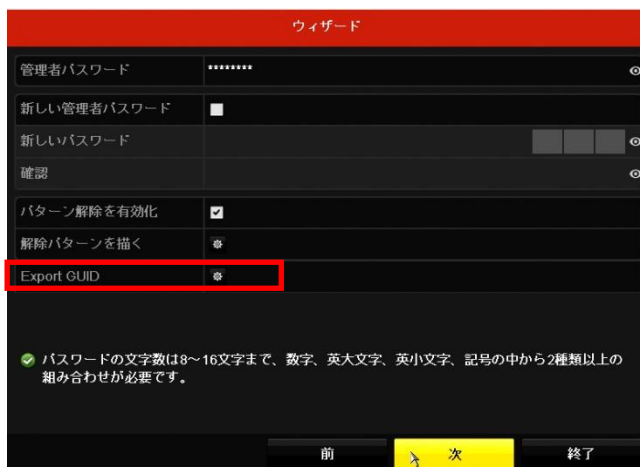 ウィザード
管理者パスワード ********
新しい管理者パスワード
新しいパスワード
確認
パターン解除を有効化
解除パターンを描く
Export GUID
パスワードの文字数は8～16文字まで、数字、英大文字、英小文字、記号の中から2種類以上の
組み合わせが必要です。
前 次 終了